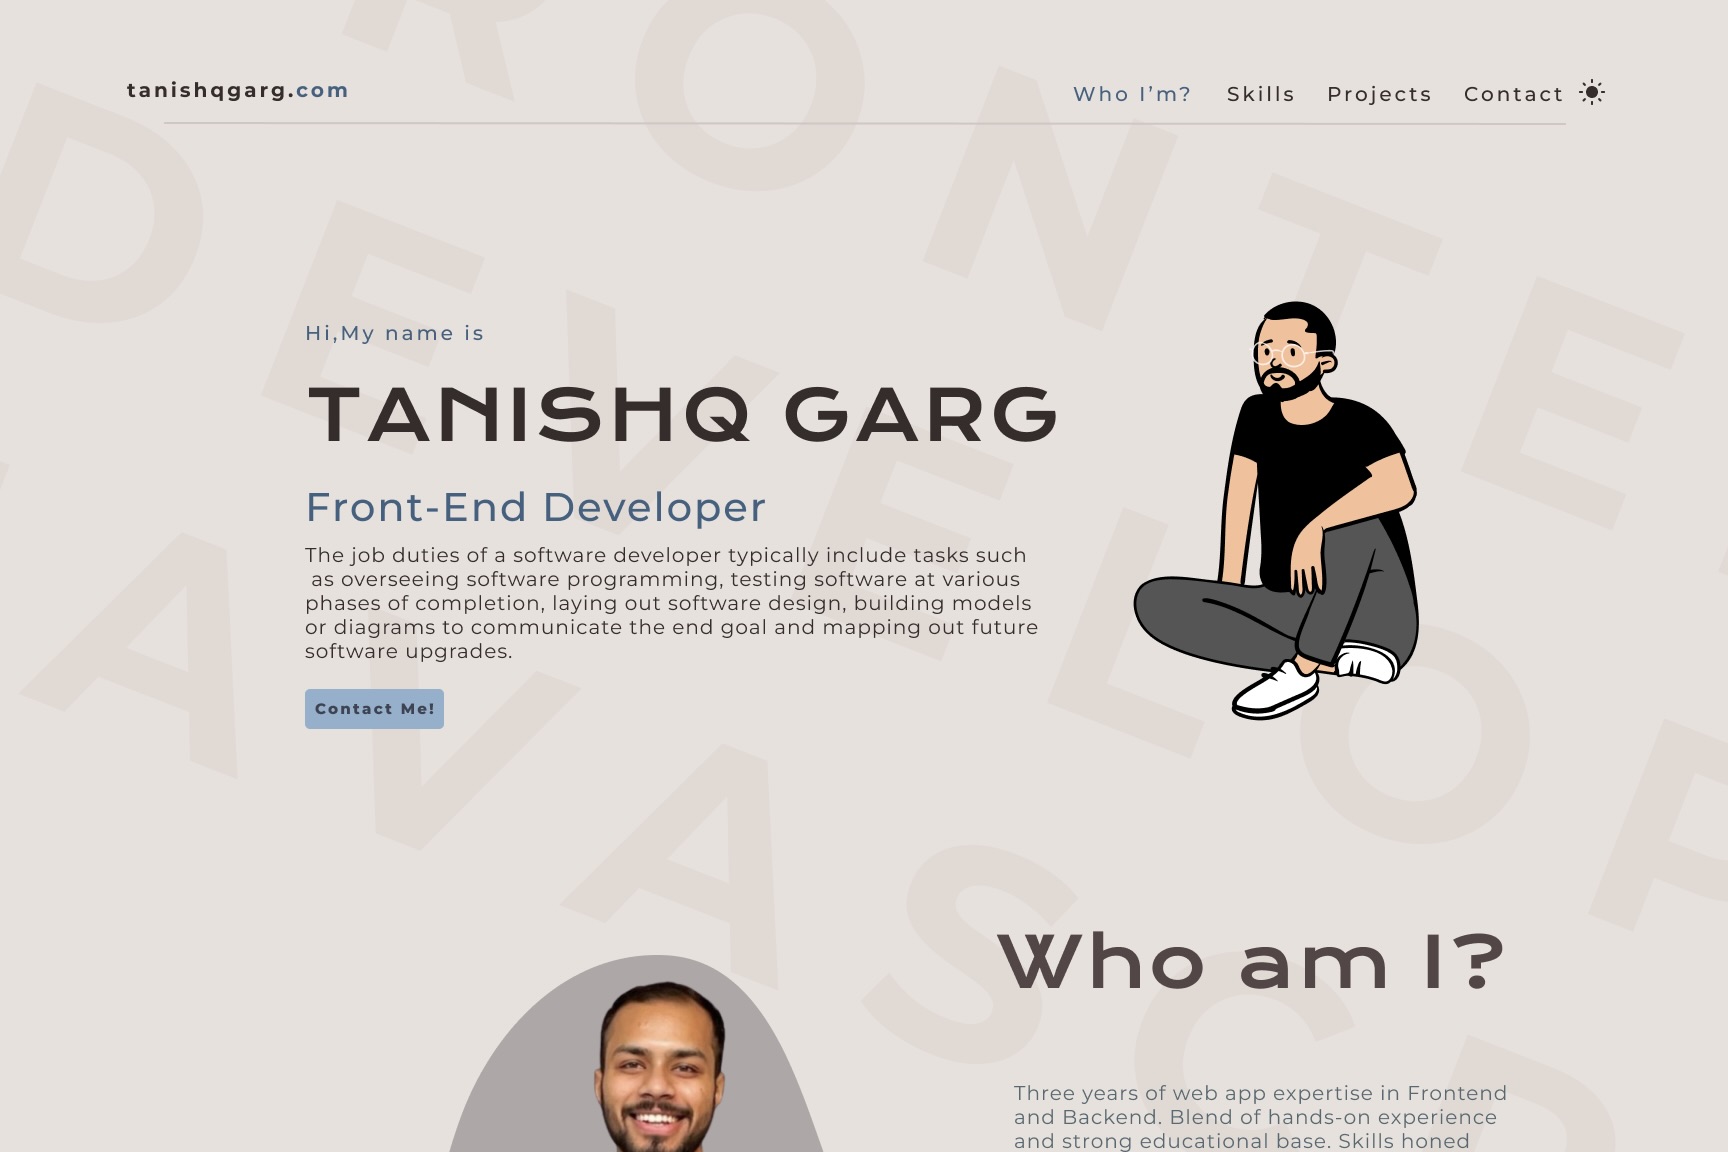 tanishqgarg.com
Who I’m? Skills Projects Contact
Hi,My name is
TANISHQ GARG
Front-End Developer
The job duties of a software developer typically include tasks such
as overseeing software programming, testing software at various
phases of completion, laying out software design, building models
or diagrams to communicate the end goal and mapping out future
software upgrades.
Contact Me!
Who am I?
Three years of web app expertise in Frontend
and Backend. Blend of hands-on experience
and strong educational base. Skills honed